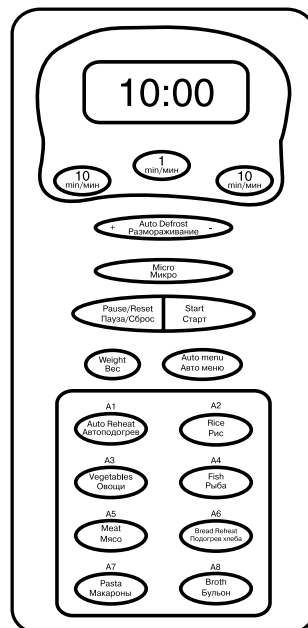 10:00
10
min/мин
1
min/мин
10
min/мин
+ Auto Defrost -
Размораживание
Micro
Микро
Pause/Reset
Пауза/Сброс
Start
Старт
Weight
Вес
Auto menu
Авто меню
A1
Auto Reheat
Автоподогрев
A2
Rice
Рис
A3
Vegetables
Овощи
A4
Fish
Рыба
A5
Meat
Мясо
A6
Bread Reheat
Подогрев хлеба
A7
Pasta
Макароны
A8
Broth
Бульон